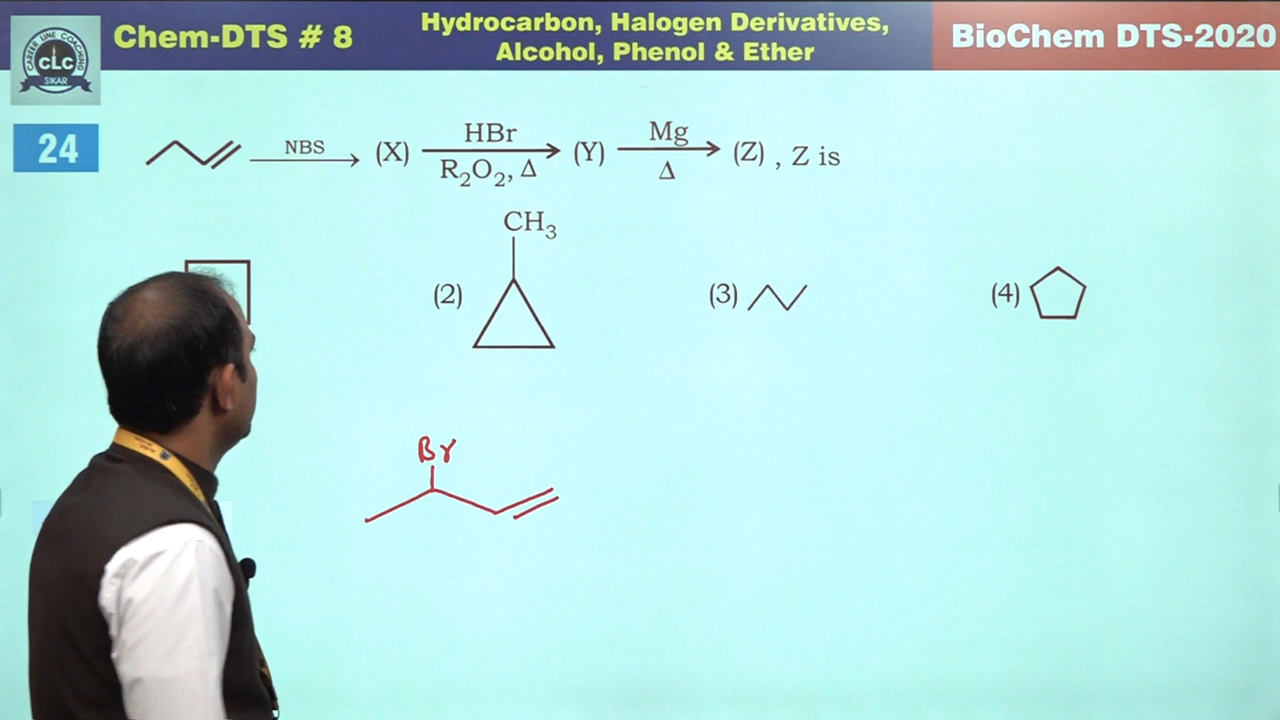 Chem-DTS # 8
Hydrocarbon, Halogen Derivatives,
Alcohol, Phenol & Ether
BioChem DTS-2020
CAREER LINE COACHING
CLC
SIKAR
24
NBS (X) HBr R₂O₂, Δ (Y) Mg Δ (Z) , Z is
CH₃
(2)
(3)
(4)
Br